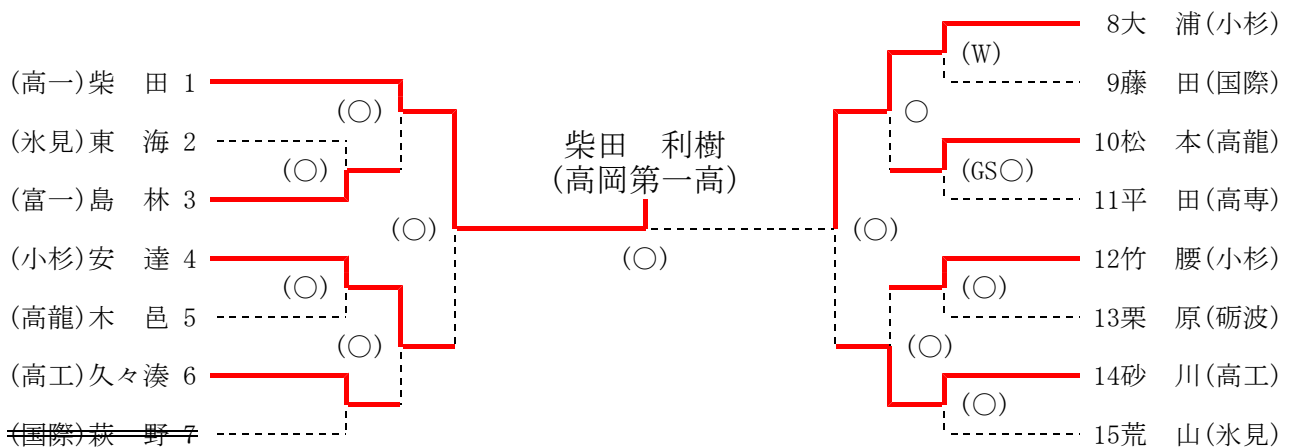 (高一)柴　田 1
(氷見)東　海 2
(富一)島　林 3
(小杉)安　達 4
(高龍)木　邑 5
(高工)久々湊 6
(国際)萩　野 7
(○)
(○)
(○)
(○)
(○)
柴田　利樹
(高岡第一高)
(○)
8大　浦(小杉)
9藤　田(国際)
10松　本(高龍)
11平　田(高専)
12竹　腰(小杉)
13栗　原(砺波)
14砂　川(高工)
15荒　山(氷見)
(W)
○
(GS○)
(○)
(○)
(○)
(○)